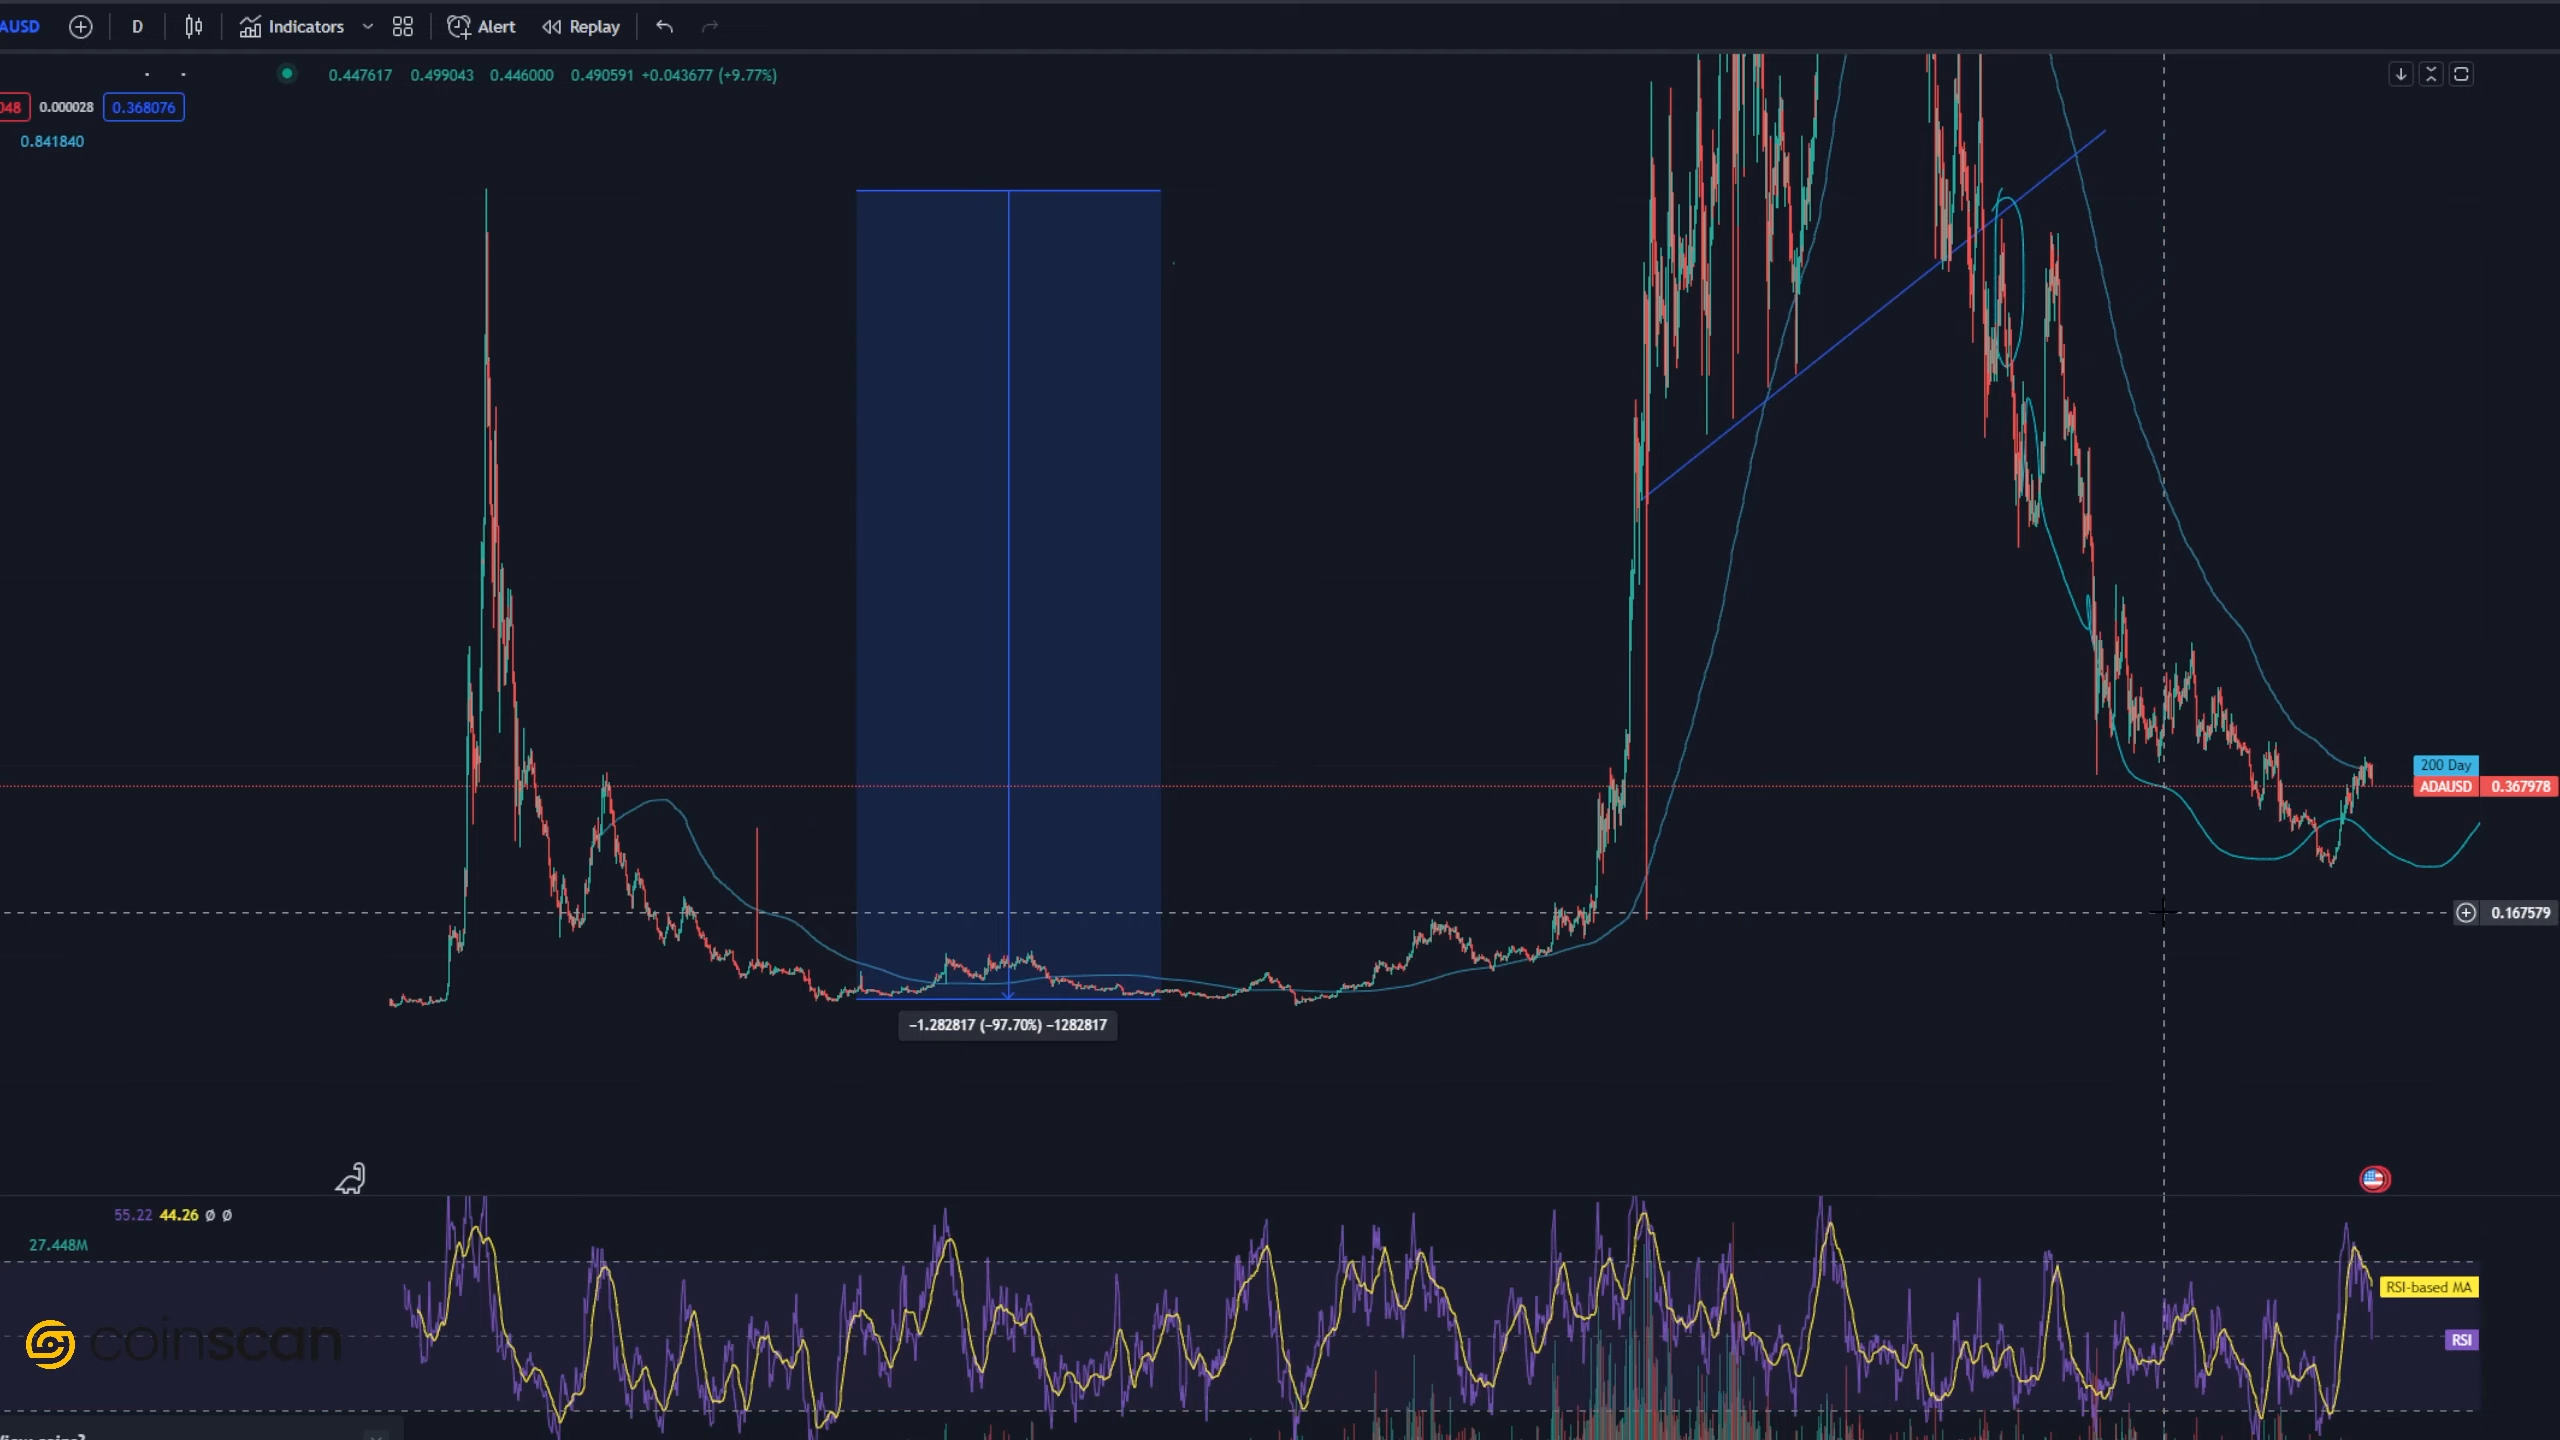 AUSD D Indicators Alert Replay
0.447617 0.499043 0.446000 0.490591 +0.043677 (+9.77%)
048 0.000028 0.368076
0.841840
200 Day
ADAUSD 0.367978
0.167579
−1.282817 (−97.70%) −1282817
55.22 44.26 Ø Ø
27.448M
RSI-based MA
RSI
coinscan